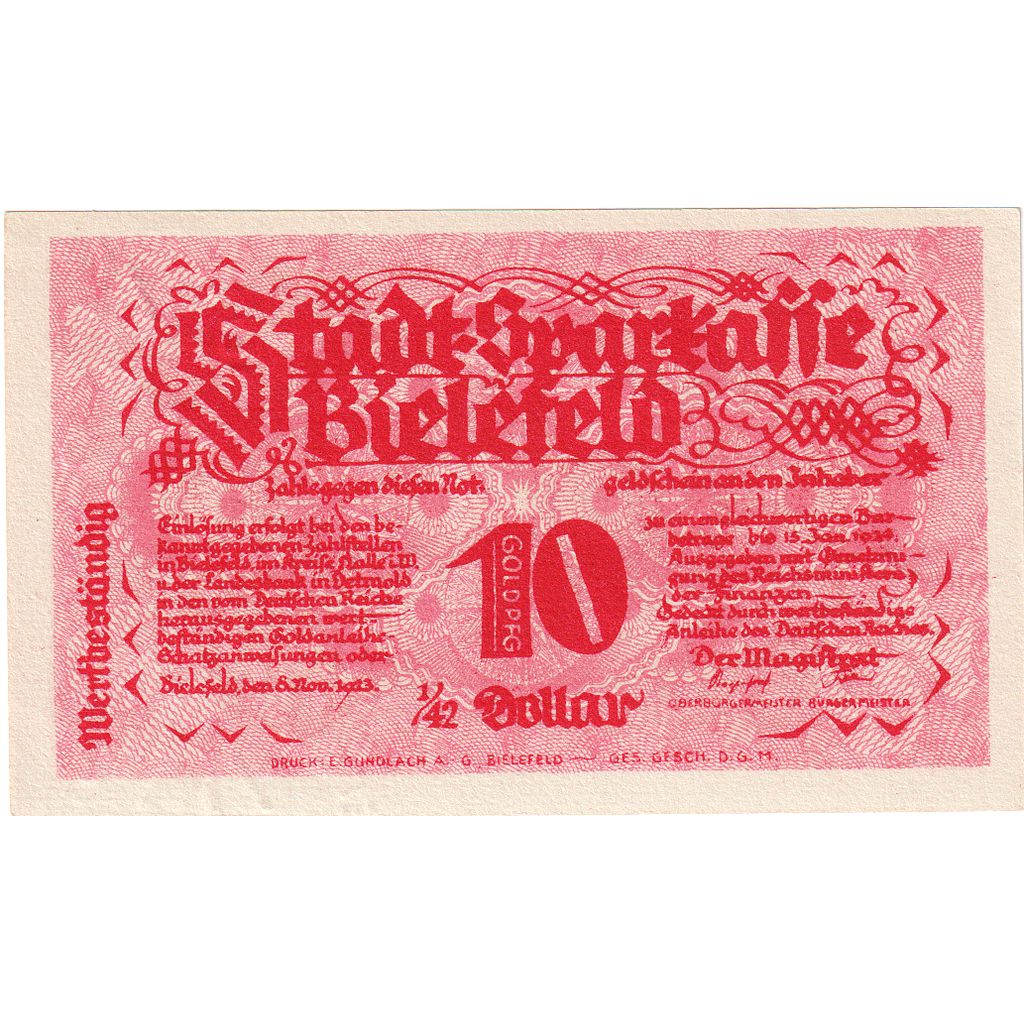 Stadt-Sparkasse
Bielefeld
Zahle gegen diesen Not-
geldschein an den Inhaber
Einlösung erfolgt bei den be-
kanntgegebenen Zahlstellen
in Bielefeld, im Kreise Halle i.W.
u. der Landesbank in Detmold
in den vom Deutschen Reiche
herausgegebenen wert-
beständigen Goldanleihe-
Schatzanweisungen oder
Bielefeld, den 8. Nov. 1923.
10
GOLDPFG
1/42 Dollar
zu einem gleichwertigen Bar-
betrage bis 15. Jan. 1924.
Ausgegeben mit Genehmi-
gung des Reichsministers
der Finanzen
Gedeckt durch wertbeständige
Anleihe des Deutschen Reiches.
Der Magistrat
OBERBÜRGERMEISTER BÜRGERMEISTER
Wertbeständig
DRUCK: E. GUNDLACH A. G. BIELEFELD — GES. GESCH. D. G. M.